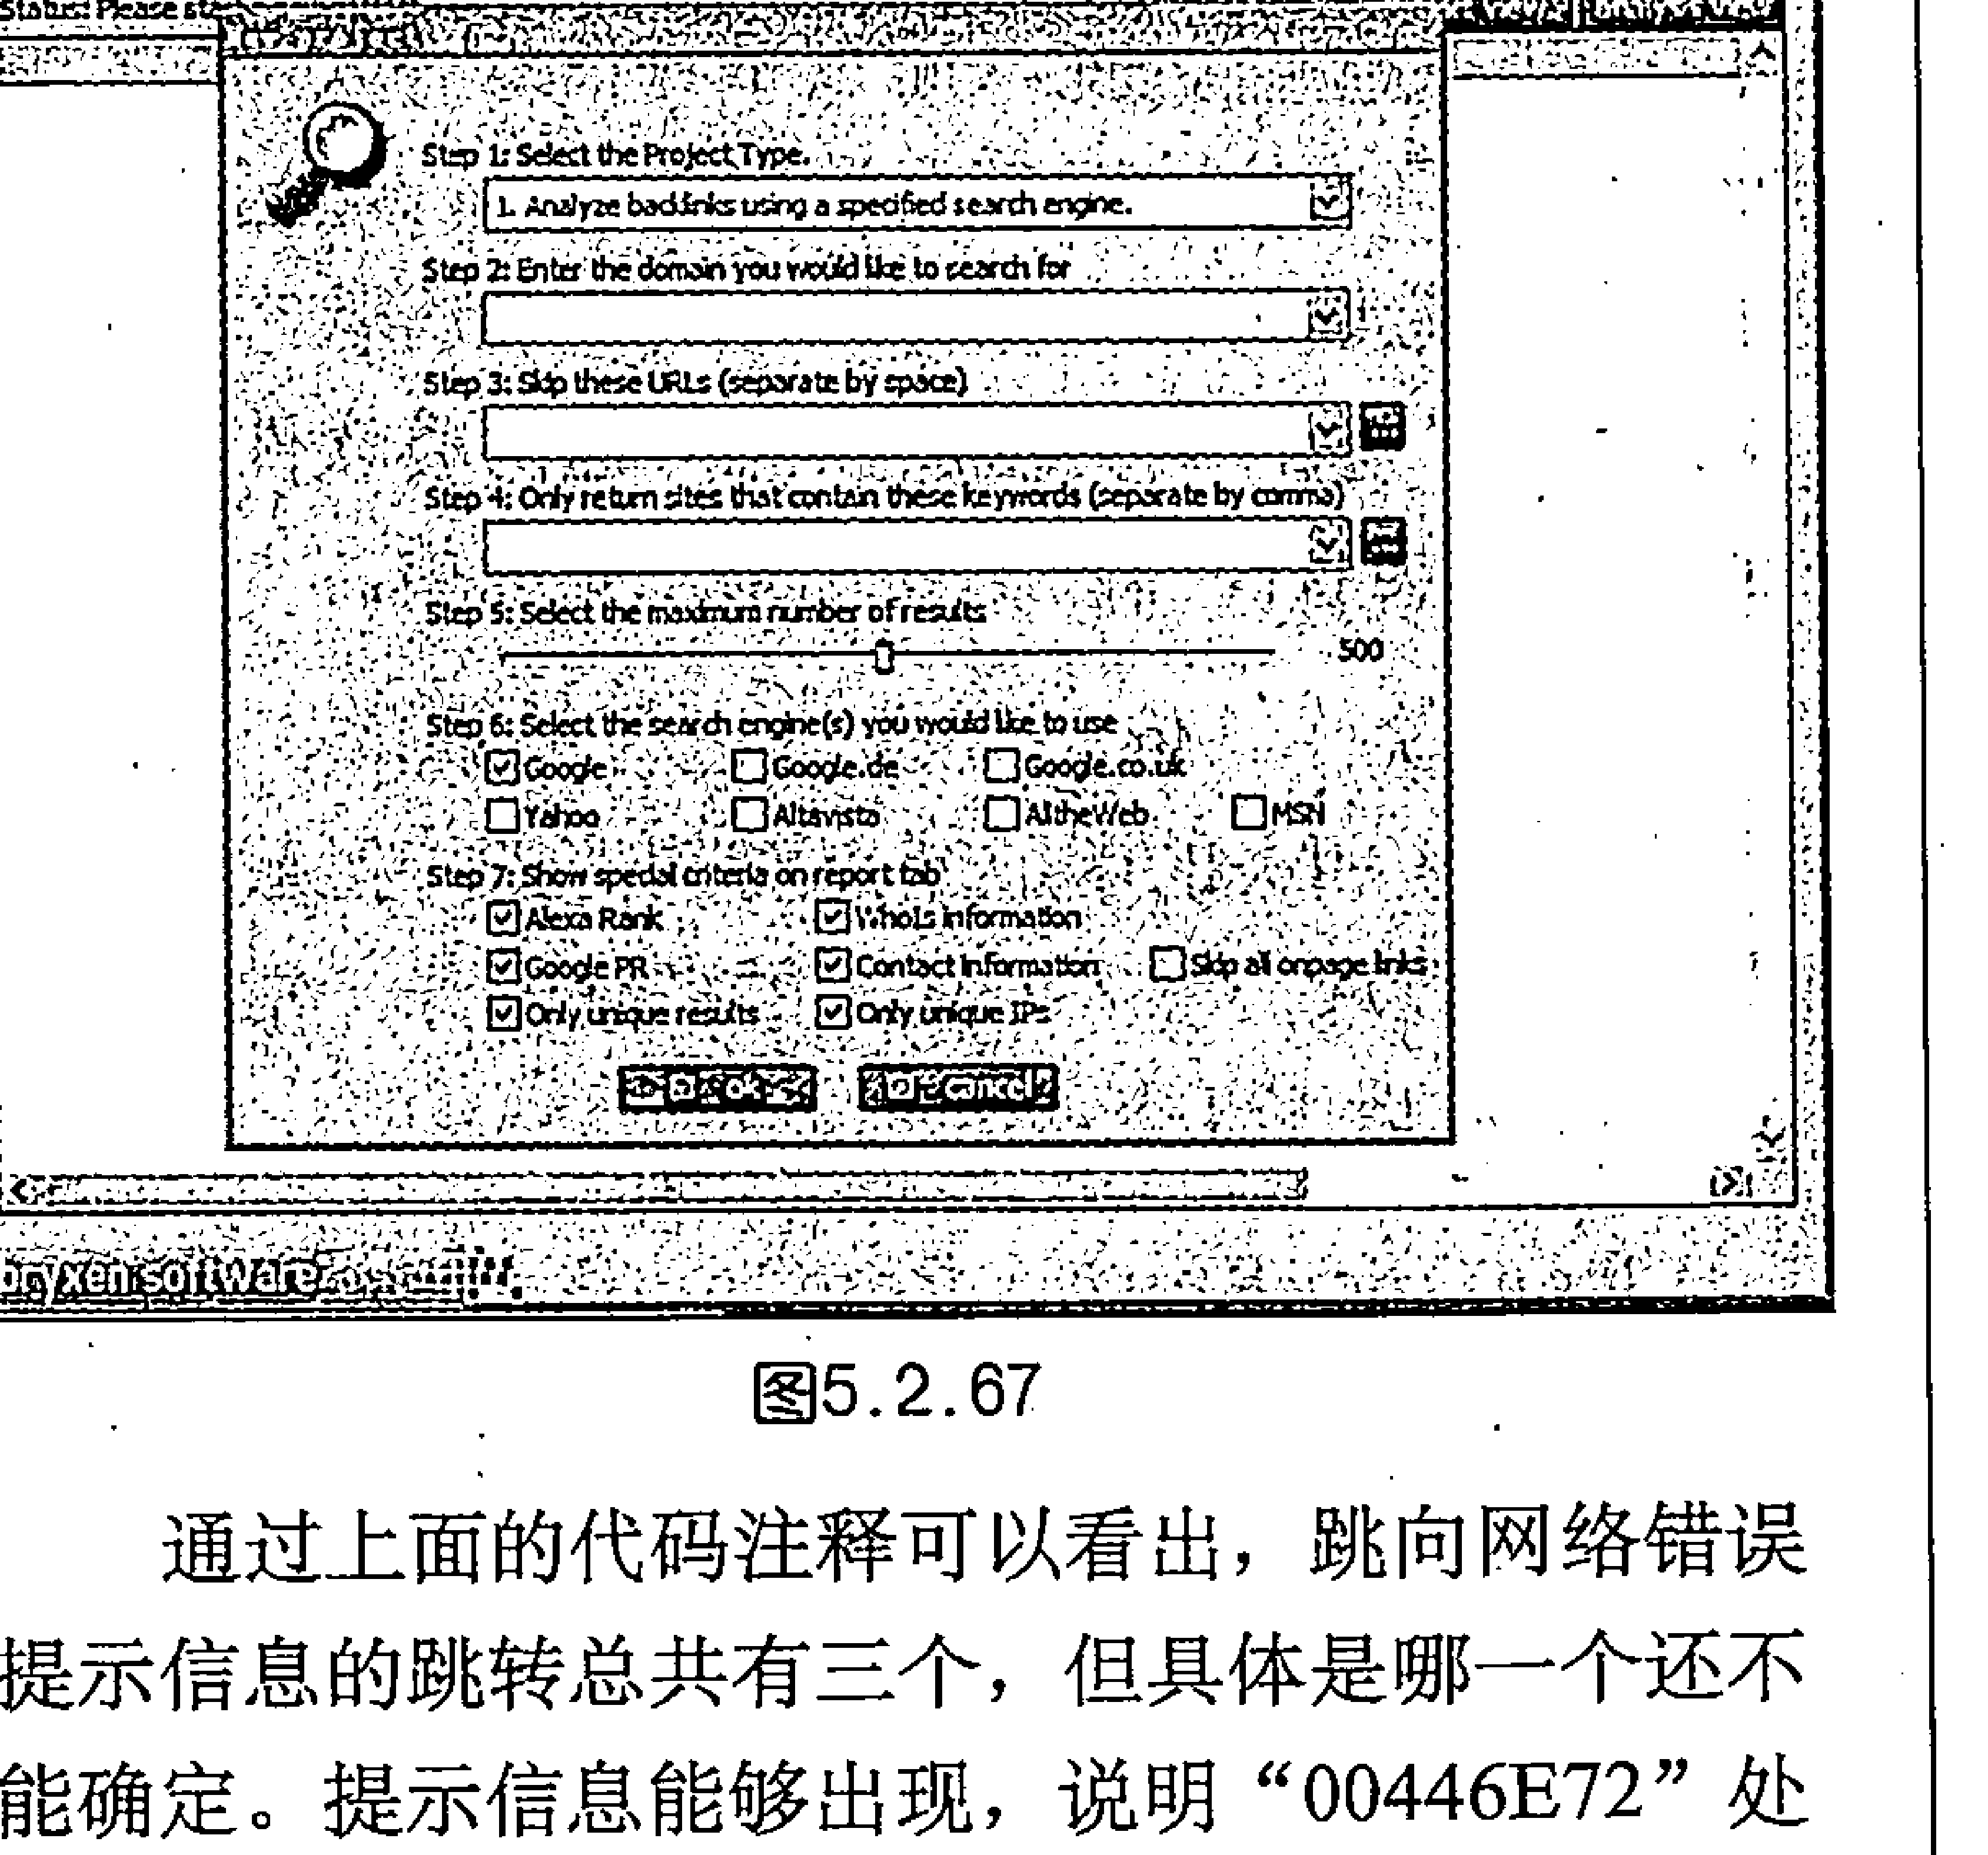 Status: Please
Step 1: Select the Project Type.
1. Analyze backlinks using a specified search engine.
Step 2: Enter the domain you would like to search for
Step 3: Skip these URLs (separate by space)
Step 4: Only return sites that contain these keywords (separate by comma)
Step 5: Select the maximum number of results
500
Step 6: Select the search engine(s) you would like to use
Google Google.de Google.co.uk
Yahoo Altavista AltheWeb MSN
Step 7: Show special criteria on report tab
Alexa Rank WhoIs information
Google PR Contact information Skip all onpage links
Only unique results Only unique IPs
ok cancel
bryxen software
图5.2.67
通过上面的代码注释可以看出，跳向网络错误
提示信息的跳转总共有三个，但具体是哪一个还不
能确定。提示信息能够出现，说明“00446E72”处